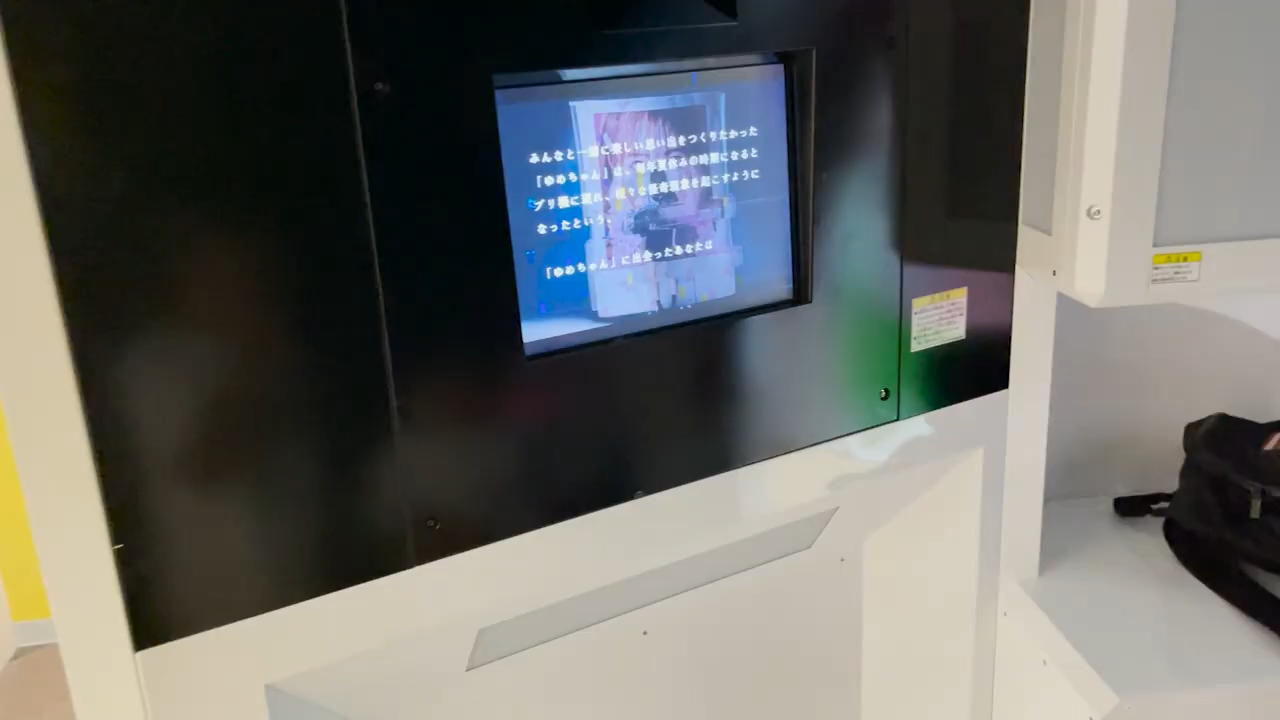 みんなと一緒に楽しい思い出をつくりたかった
「ゆめちゃん」は、毎年夏休みの時期になると
プリ機に現れ、様々な怪奇現象を起こすように
なったという。
「ゆめちゃん」に出会ったあなたは
注意